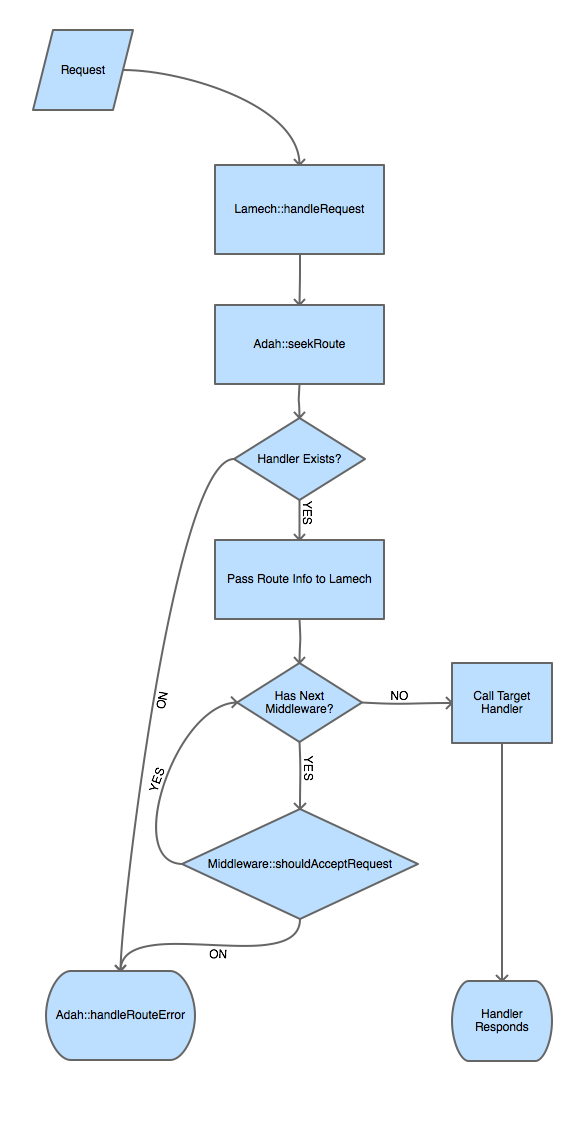 Request
Lamech::handleRequest
Adah::seekRoute
Handler Exists?
YES
Pass Route Info to Lamech
NO
Has Next
Middleware?
NO
Call Target
Handler
YES
YES
Middleware::shouldAcceptRequest
NO
Adah::handleRouteError
Handler
Responds